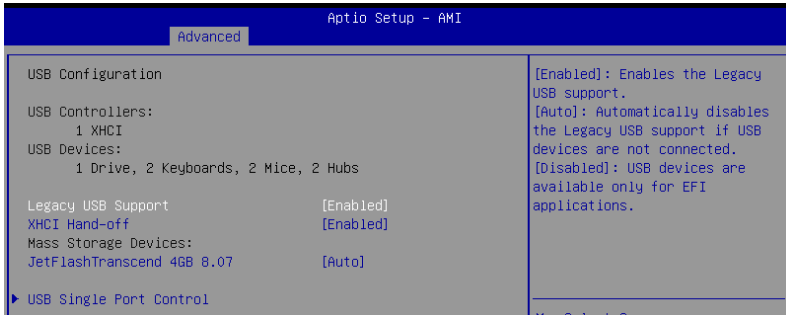 Aptio Setup – AMI
Advanced
USB Configuration
USB Controllers:
1 XHCI
USB Devices:
1 Drive, 2 Keyboards, 2 Mice, 2 Hubs
Legacy USB Support [Enabled]
XHCI Hand-off [Enabled]
Mass Storage Devices:
JetFlashTranscend 4GB 8.07 [Auto]
USB Single Port Control
[Enabled]: Enables the Legacy
USB support.
[Auto]: Automatically disables
the Legacy USB support if USB
devices are not connected.
[Disabled]: USB devices are
available only for EFI
applications.